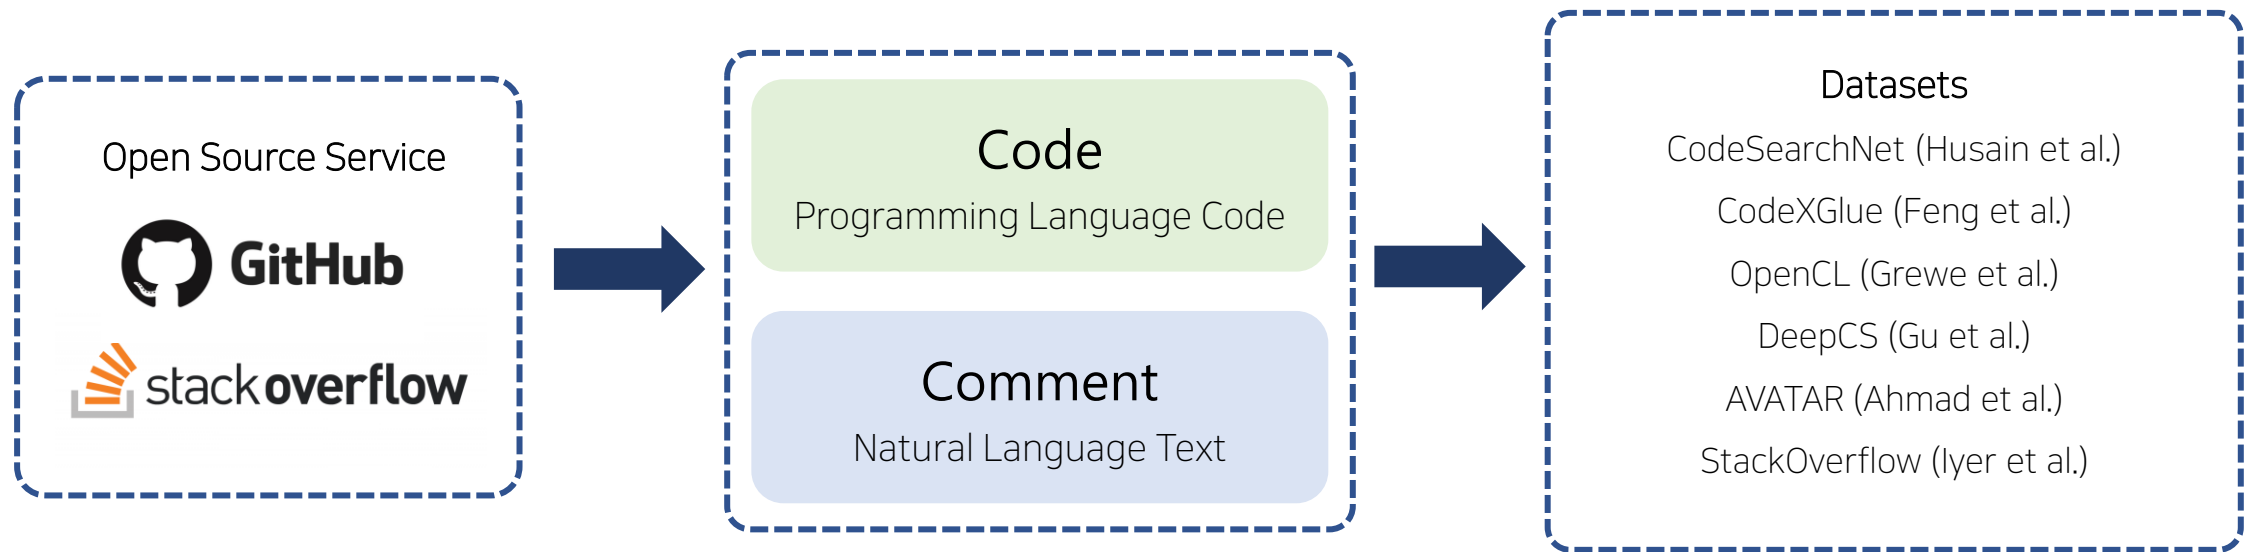 Open Source Service
GitHub
stackoverflow
Code
Programming Language Code
Comment
Natural Language Text
Datasets
CodeSearchNet (Husain et al.)
CodeXGlue (Feng et al.)
OpenCL (Grewe et al.)
DeepCS (Gu et al.)
AVATAR (Ahmad et al.)
StackOverflow (Iyer et al.)